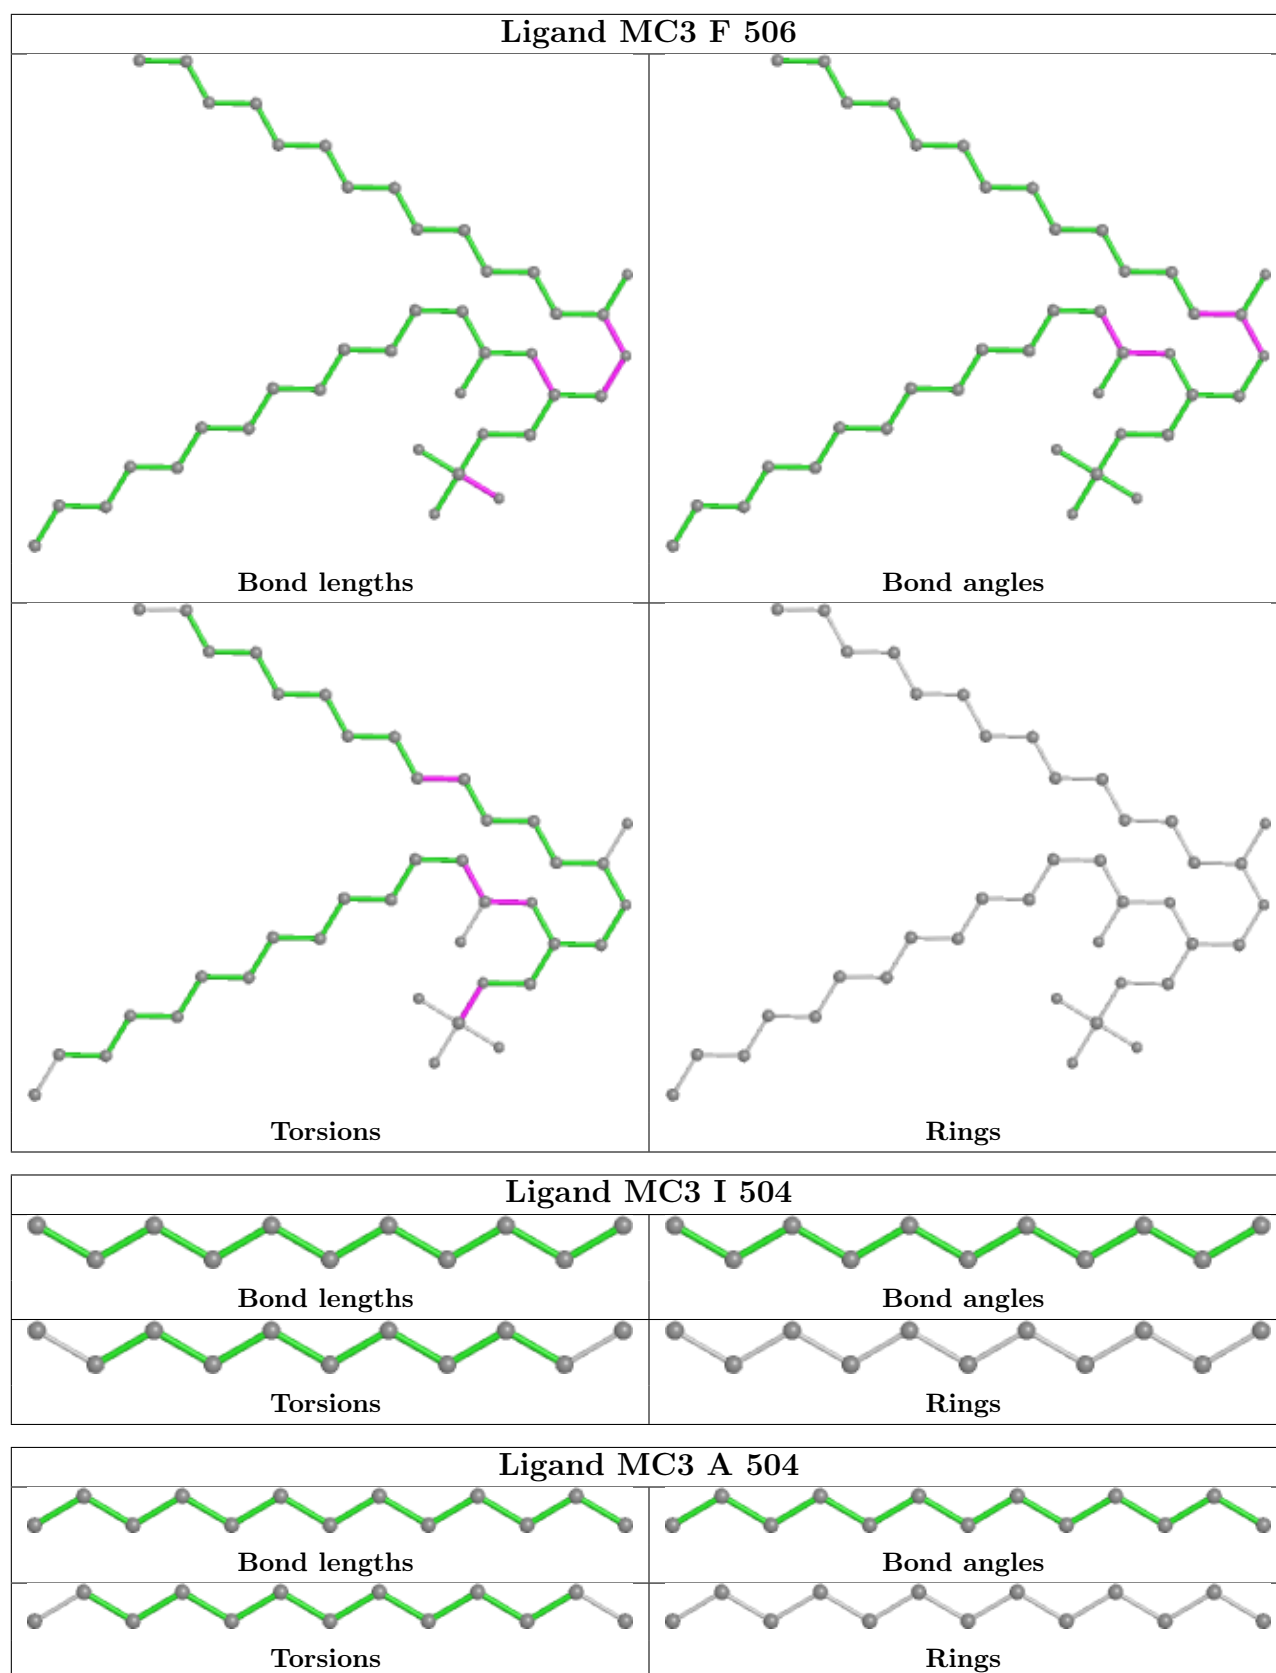 Ligand MC3 F 506
Bond lengths
Bond angles
Torsions
Rings
Ligand MC3 I 504
Bond lengths
Bond angles
Torsions
Rings
Ligand MC3 A 504
Bond lengths
Bond angles
Torsions
Rings